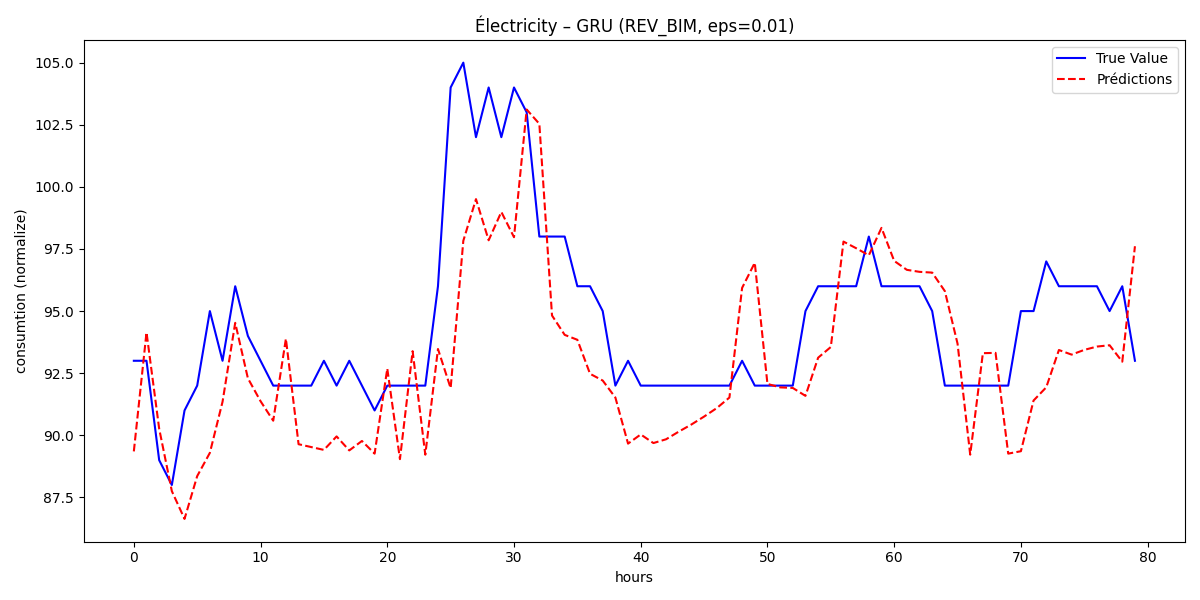 Électricity – GRU (REV_BIM, eps=0.01)
True Value
Prédictions
consumtion (normalize)
105.0
102.5
100.0
97.5
95.0
92.5
90.0
87.5
0 10 20 30 40 50 60 70 80
hours